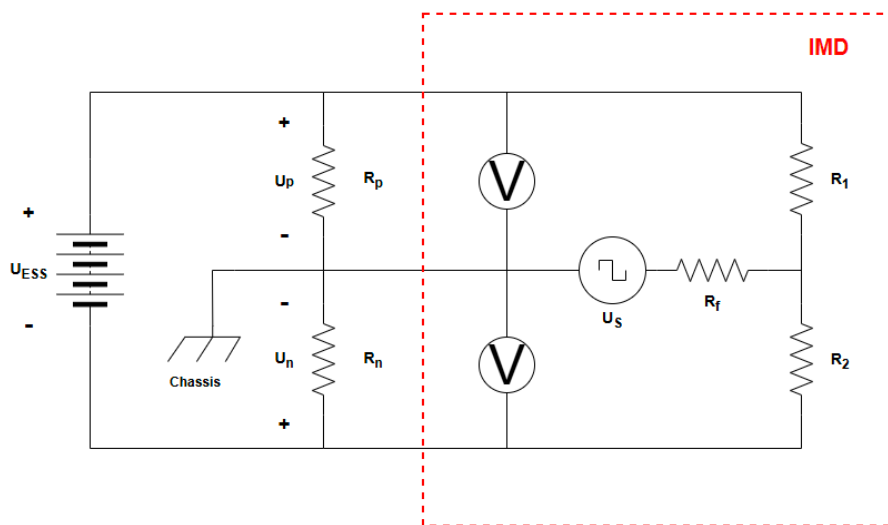 IMD
+
Up
Rp
V
R1
-
+
UESS
-
-
US
Rf
Chassis
Un
Rn
V
R2
+